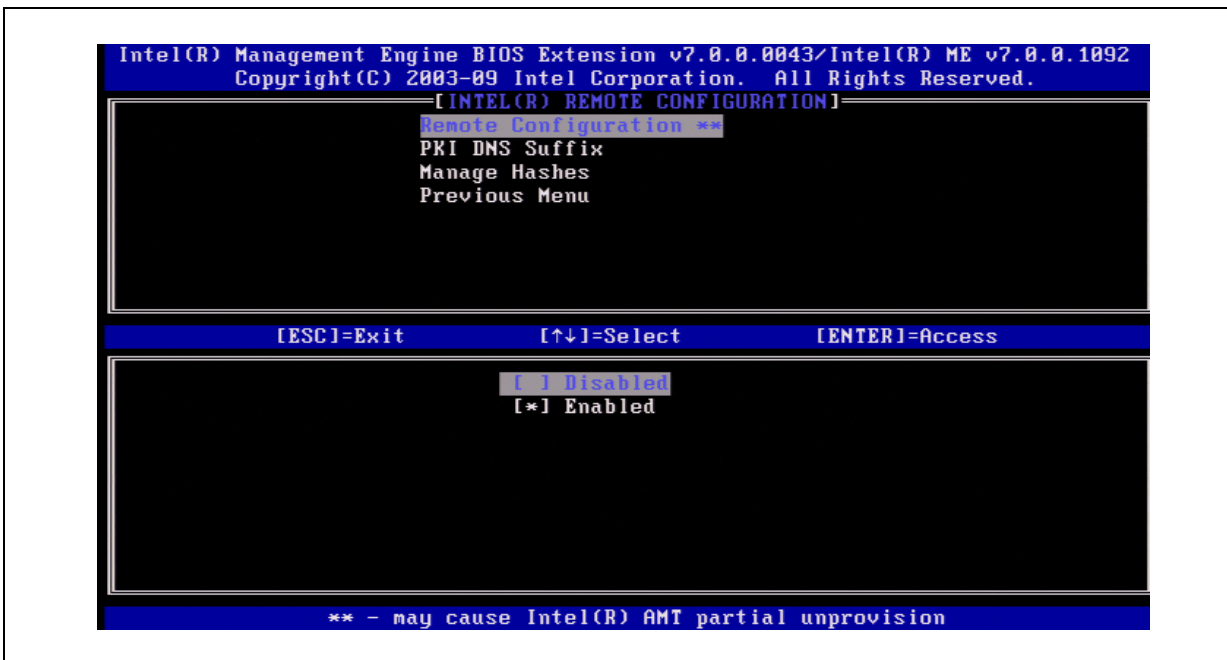 Intel(R) Management Engine BIOS Extension v7.0.0.0043/Intel(R) ME v7.0.0.1092
Copyright(C) 2003-09 Intel Corporation.  All Rights Reserved.
[INTEL(R) REMOTE CONFIGURATION]
Remote Configuration **
PKI DNS Suffix
Manage Hashes
Previous Menu
[ESC]=Exit [↑↓]=Select [ENTER]=Access
[ ] Disabled
[*] Enabled
** - may cause Intel(R) AMT partial unprovision